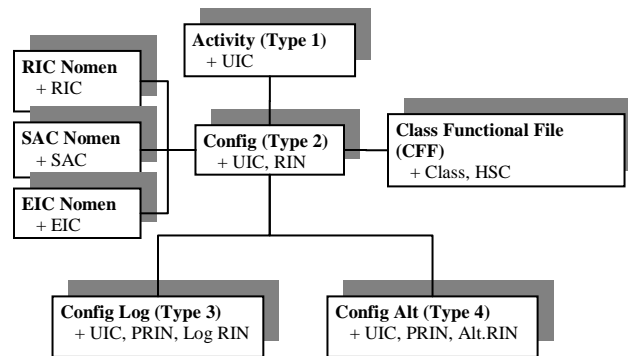 Activity (Type 1)
+ UIC
RIC Nomen
+ RIC
SAC Nomen
+ SAC
EIC Nomen
+ EIC
Config (Type 2)
+ UIC, RIN
Class Functional File
(CFF)
+ Class, HSC
Config Log (Type 3)
+ UIC, PRIN, Log RIN
Config Alt (Type 4)
+ UIC, PRIN, Alt.RIN